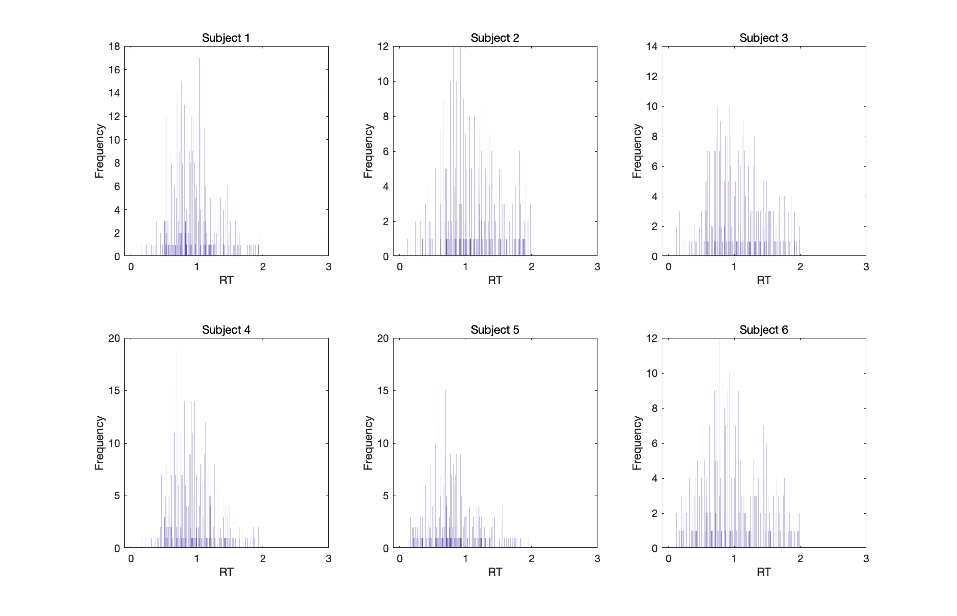 Subject 1
18
16
14
12
10
8
6
4
2
0
Frequency
0 1 2 3
RT
Subject 2
12
10
8
6
4
2
0
Frequency
0 1 2 3
RT
Subject 3
14
12
10
8
6
4
2
0
Frequency
0 1 2 3
RT
Subject 4
20
15
10
5
0
Frequency
0 1 2 3
RT
Subject 5
20
15
10
5
0
Frequency
0 1 2 3
RT
Subject 6
12
10
8
6
4
2
0
Frequency
0 1 2 3
RT